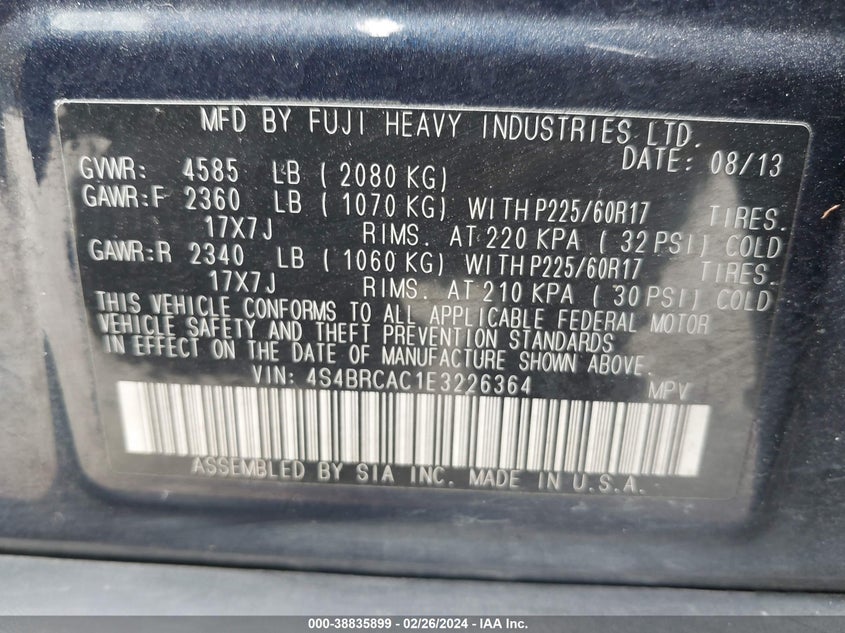 MFD BY FUJI HEAVY INDUSTRIES LTD.
DATE: 08/13
GVWR: 4585 LB ( 2080 KG)
GAWR:F 2360 LB ( 1070 KG) WITH P225/60R17 TIRES.
17X7J RIMS. AT 220 KPA ( 32 PSI) COLD
GAWR:R 2340 LB ( 1060 KG) WITH P225/60R17 TIRES.
17X7J RIMS. AT 210 KPA ( 30 PSI) COLD
THIS VEHICLE CONFORMS TO ALL APPLICABLE FEDERAL MOTOR
VEHICLE SAFETY AND THEFT PREVENTION STANDARDS
IN EFFECT ON THE DATE OF MANUFACTURE SHOWN ABOVE.
VIN: 4S4BRCAC1E3226364 MPV
ASSEMBLED BY SIA INC. MADE IN U.S.A.
000-38835899 - 02/26/2024 - IAA Inc.